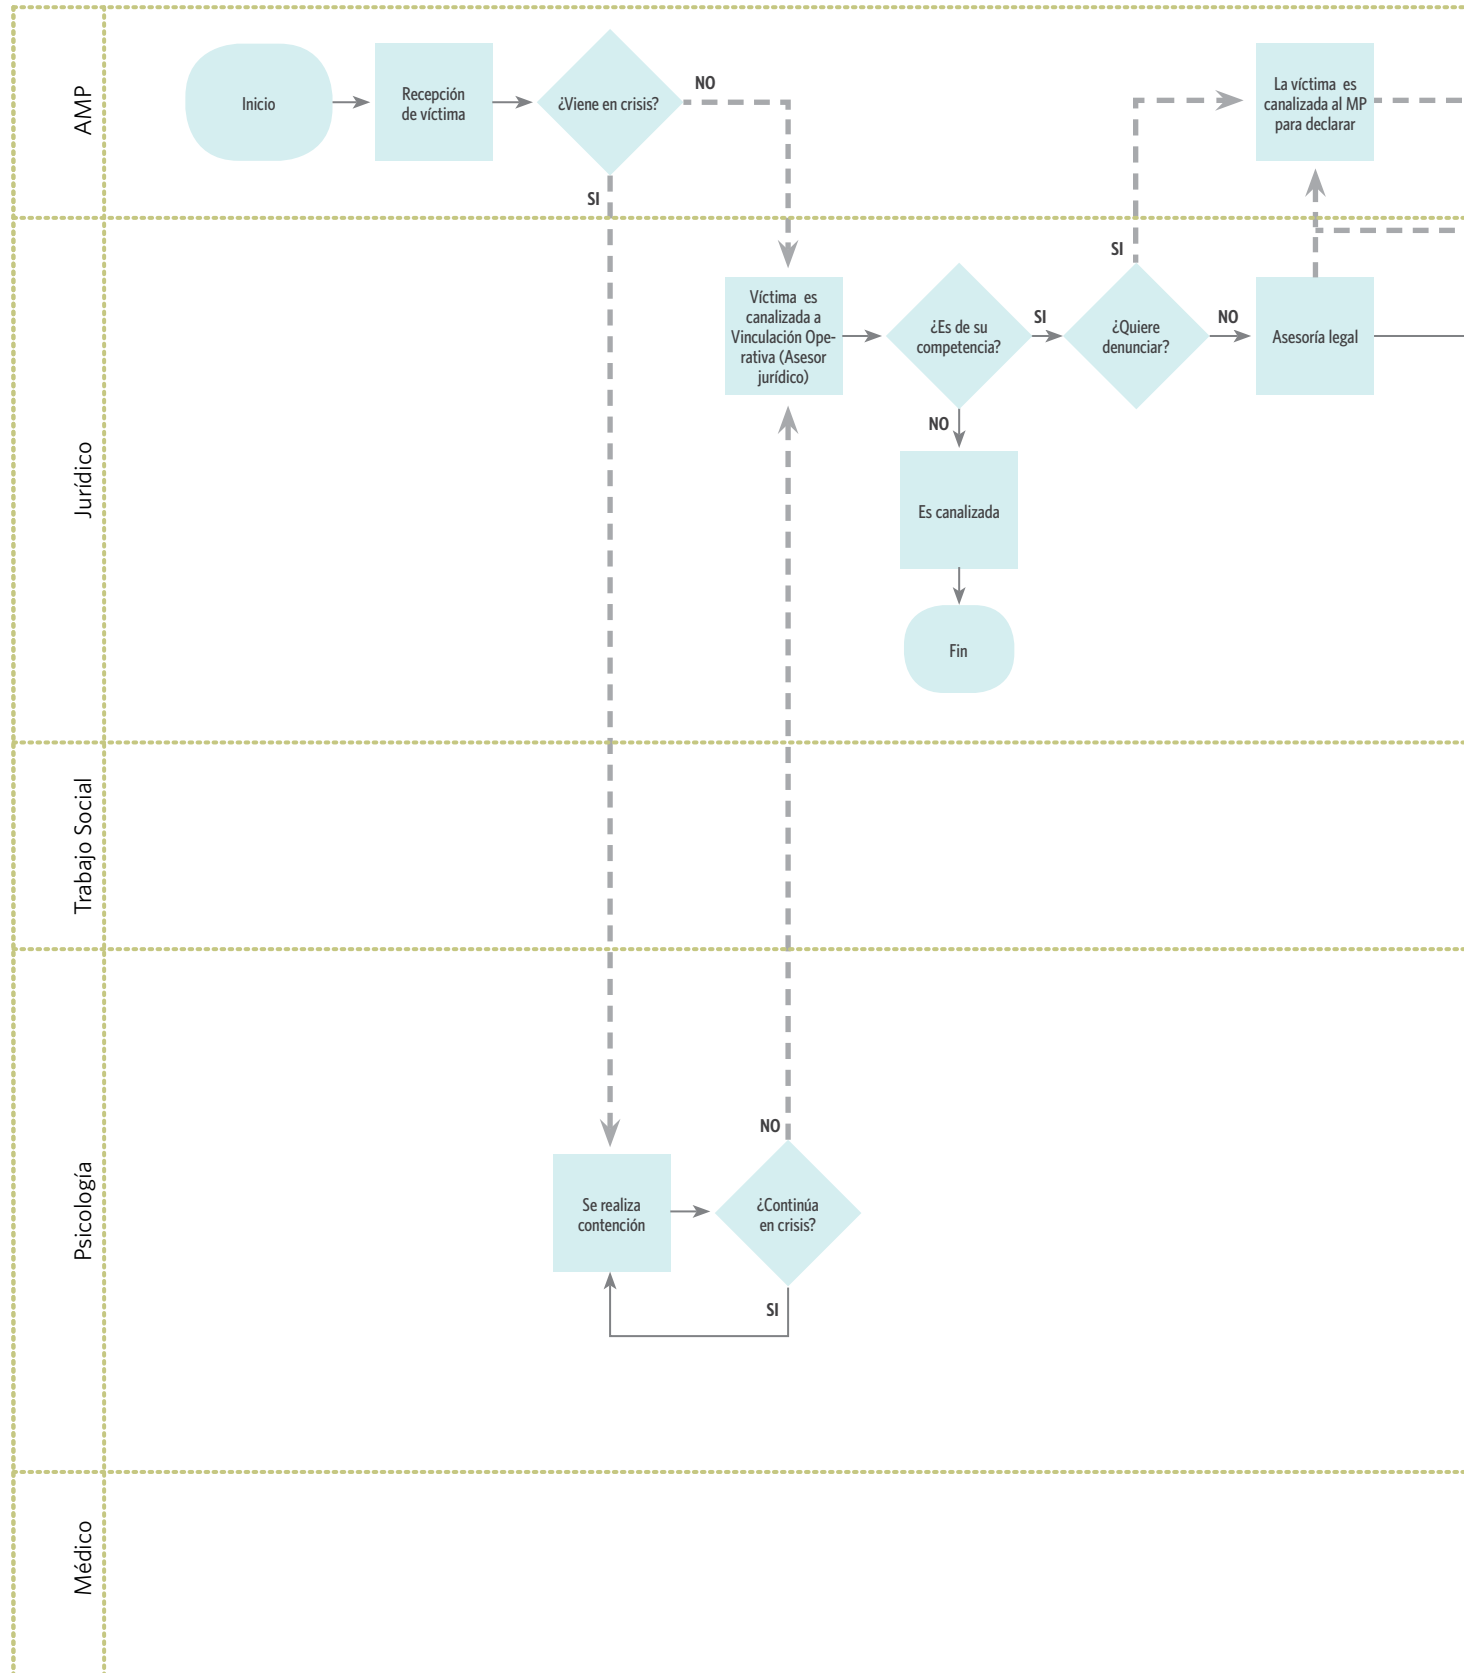 AMP
Inicio
Recepción
de víctima
¿Viene en crisis?
NO
SI
La víctima es
canalizada al MP
para declarar
Jurídico
Víctima es
canalizada a
Vinculación Ope-
rativa (Asesor
jurídico)
¿Es de su
competencia?
SI
NO
¿Quiere
denunciar?
SI
NO
Asesoría legal
Es canalizada
Fin
Trabajo Social
Psicología
Se realiza
contención
¿Continúa
en crisis?
NO
SI
Médico